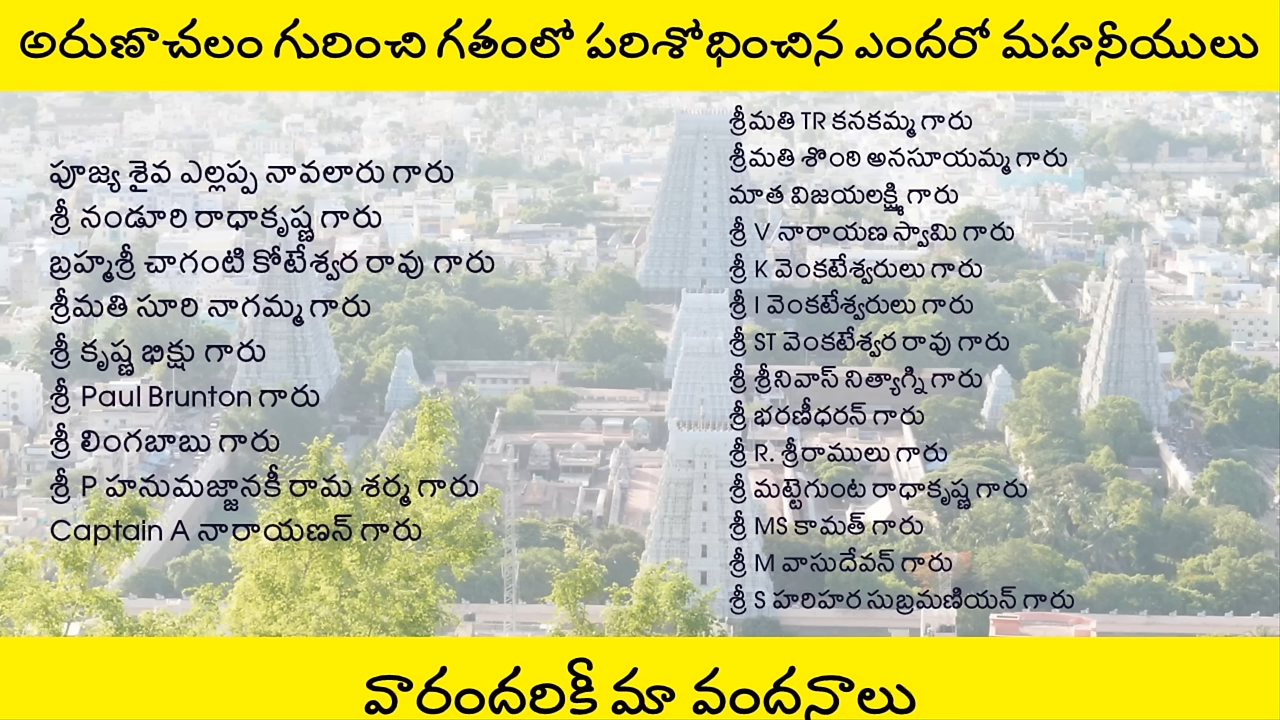 అరుణాచలం గురించి గతంలో పరిశోధించిన ఎందరో మహనీయులు
పూజ్య శైవ ఎల్లప్ప నావలారు గారు
శ్రీ నండూరి రాధాకృష్ణ గారు
బ్రహ్మశ్రీ చాగంటి కోటేశ్వర రావు గారు
శ్రీమతి సూరి నాగమ్మ గారు
శ్రీ కృష్ణ భిక్షు గారు
శ్రీ Paul Brunton గారు
శ్రీ లింగబాబు గారు
శ్రీ P హనుమజ్జానకీ రామ శర్మ గారు
Captain A నారాయణన్ గారు
శ్రీమతి TR కనకమ్మ గారు
శ్రీమతి శొంఠి అనసూయమ్మ గారు
మాత విజయలక్ష్మి గారు
శ్రీ V నారాయణ స్వామి గారు
శ్రీ K వెంకటేశ్వరులు గారు
శ్రీ I వెంకటేశ్వరులు గారు
శ్రీ ST వెంకటేశ్వర రావు గారు
శ్రీ శ్రీనివాస్ నిత్యాగ్ని గారు
శ్రీ భరణీధరన్ గారు
శ్రీ R. శ్రీరాములు గారు
శ్రీ మట్టెగుంట రాధాకృష్ణ గారు
శ్రీ MS కామత్ గారు
శ్రీ M వాసుదేవన్ గారు
శ్రీ S హరిహర సుబ్రమణియన్ గారు
వారందరికీ మా వందనాలు